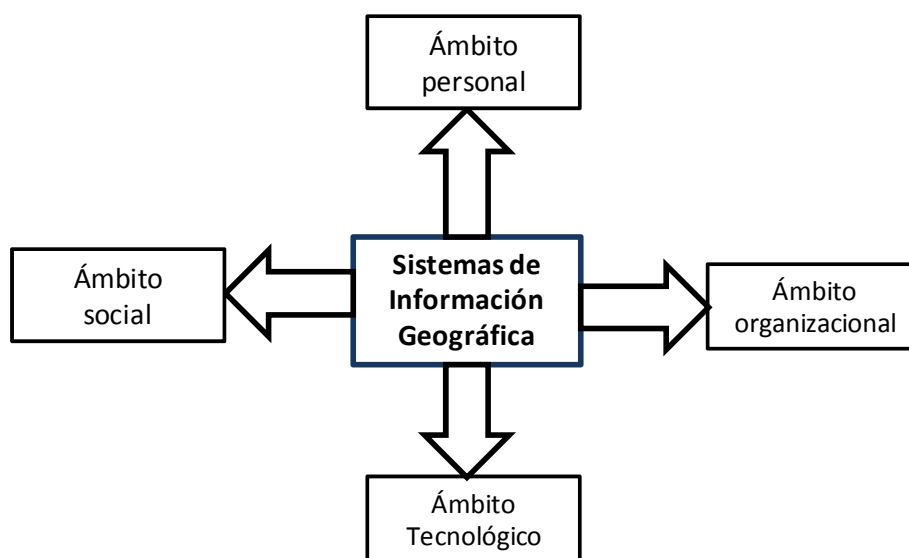 Ámbito
personal
Ámbito
social
Sistemas de
Información
Geográfica
Ámbito
organizacional
Ámbito
Tecnológico